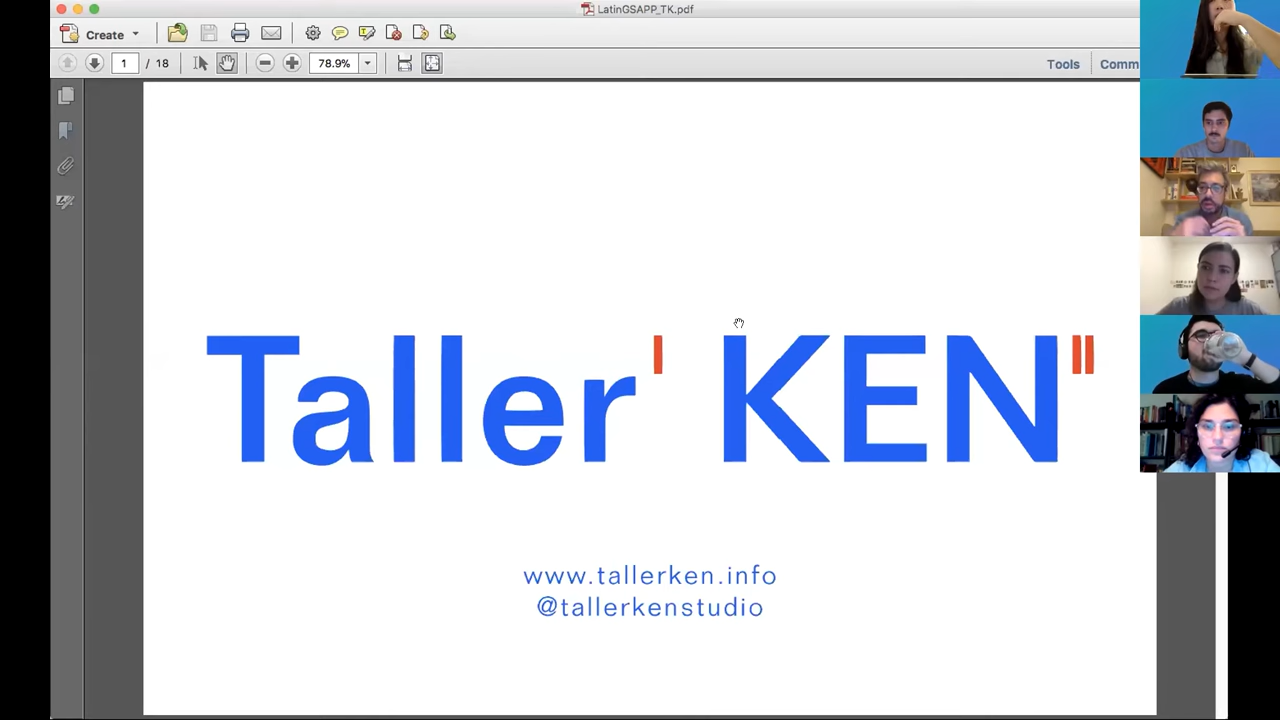 LatinGSAPP_TK.pdf
Create
1 / 18
78.9%
Tools
Comm
Taller' KEN"
www.tallerken.info
@tallerkenstudio